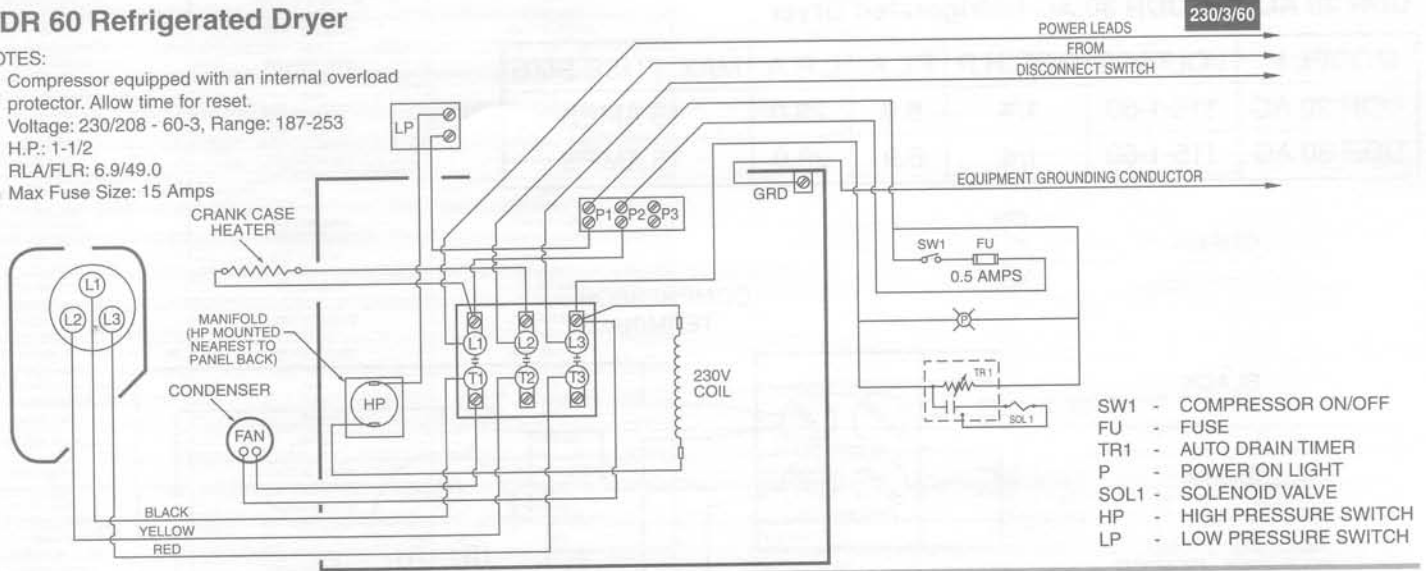 DR 60 Refrigerated Dryer
OTES:
Compressor equipped with an internal overload
protector. Allow time for reset.
Voltage: 230/208 - 60-3, Range: 187-253
H.P.: 1-1/2
RLA/FLR: 6.9/49.0
Max Fuse Size: 15 Amps
230/3/60
POWER LEADS
FROM
DISCONNECT SWITCH
LP
EQUIPMENT GROUNDING CONDUCTOR
GRD
P1 P2 P3
CRANK CASE
HEATER
SW1 FU
0.5 AMPS
L1
L2 L3
MANIFOLD
(HP MOUNTED
NEAREST TO
PANEL BACK)
L1 L2 L3
P
T1 T2 T3
230V
COIL
TR 1
SOL 1
CONDENSER
HP
FAN
BLACK
YELLOW
RED
SW1 - COMPRESSOR ON/OFF
FU - FUSE
TR1 - AUTO DRAIN TIMER
P - POWER ON LIGHT
SOL1 - SOLENOID VALVE
HP - HIGH PRESSURE SWITCH
LP - LOW PRESSURE SWITCH